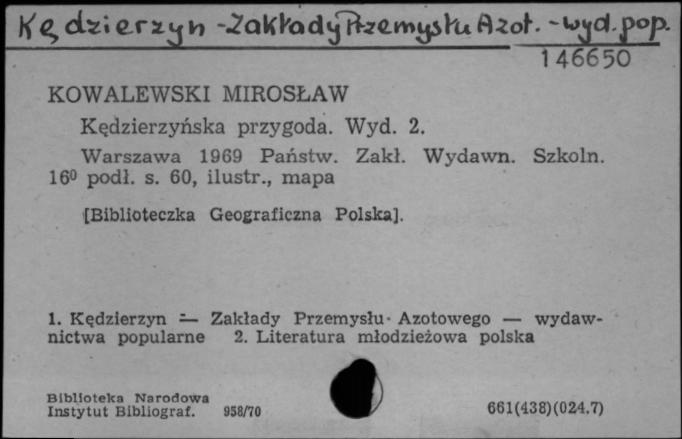 Kędzierzyn - Zakłady Przemysłu Azot. - wyd. pop.
146650
KOWALEWSKI MIROSŁAW
Kędzierzyńska przygoda. Wyd. 2.
Warszawa 1969 Państw. Zakł. Wydawn. Szkoln.
16⁰ podł. s. 60, ilustr., mapa
[Biblioteczka Geograficzna Polska].
1. Kędzierzyn — Zakłady Przemysłu Azotowego — wydaw-
nictwa popularne 2. Literatura młodzieżowa polska
Biblioteka Narodowa
Instytut Bibliograf. 958/70 661(438)(024.7)